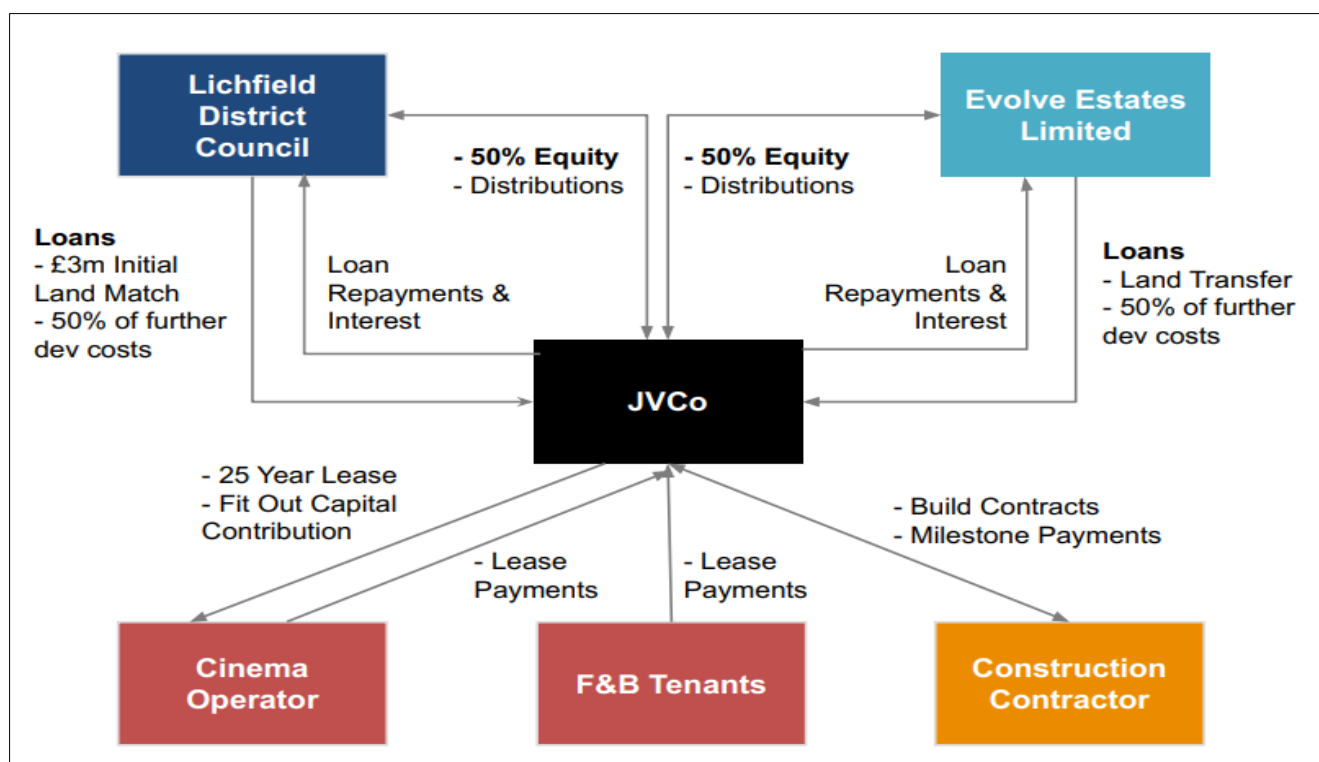 Lichfield
District
Council
Evolve Estates
Limited
- 50% Equity
- Distributions
- 50% Equity
- Distributions
Loans
- £3m Initial
Land Match
- 50% of further
dev costs
Loan
Repayments &
Interest
Loan
Repayments &
Interest
Loans
- Land Transfer
- 50% of further
dev costs
JVCo
- 25 Year Lease
- Fit Out Capital
Contribution
- Lease
Payments
- Lease
Payments
- Build Contracts
- Milestone Payments
Cinema
Operator
F&B Tenants
Construction
Contractor